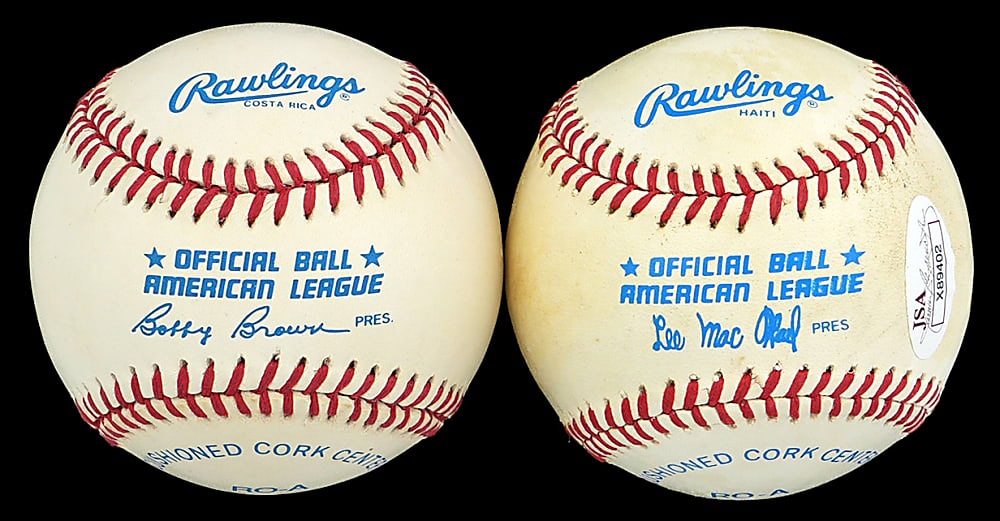 Rawlings ®
COSTA RICA
★ OFFICIAL BALL ★
AMERICAN LEAGUE
Bobby Brown PRES.
SHIONED CORK CENTE
RO-A
Rawlings ®
HAITI
★ OFFICIAL BALL ★
AMERICAN LEAGUE
Lee Mac Phail PRES
SHIONED CORK CENTE
RO-A
JSA
X89402